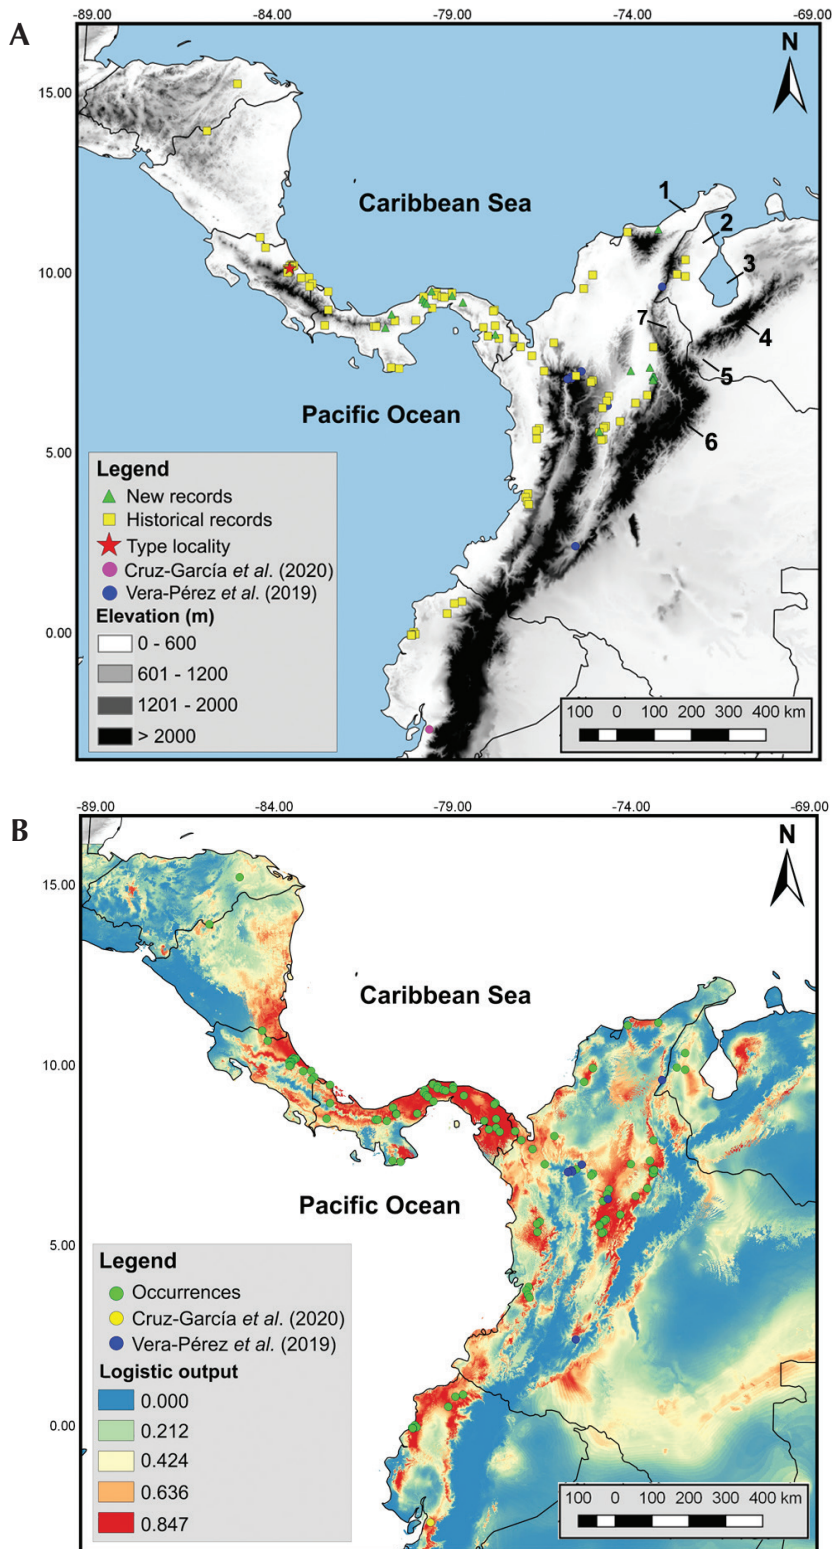 A
-89.00 -84.00 -79.00 -74.00 -69.00
N
15.00
10.00
5.00
0.00
Caribbean Sea
Pacific Ocean
1
2
3
4
5
6
7
Legend
New records
Historical records
Type locality
Cruz-García et al. (2020)
Vera-Pérez et al. (2019)
Elevation (m)
0 - 600
601 - 1200
1201 - 2000
> 2000
100 0 100 200 300 400 km
B
-89.00 -84.00 -79.00 -74.00 -69.00
N
15.00
10.00
5.00
0.00
Caribbean Sea
Pacific Ocean
Legend
Occurrences
Cruz-García et al. (2020)
Vera-Pérez et al. (2019)
Logistic output
0.000
0.212
0.424
0.636
0.847
100 0 100 200 300 400 km